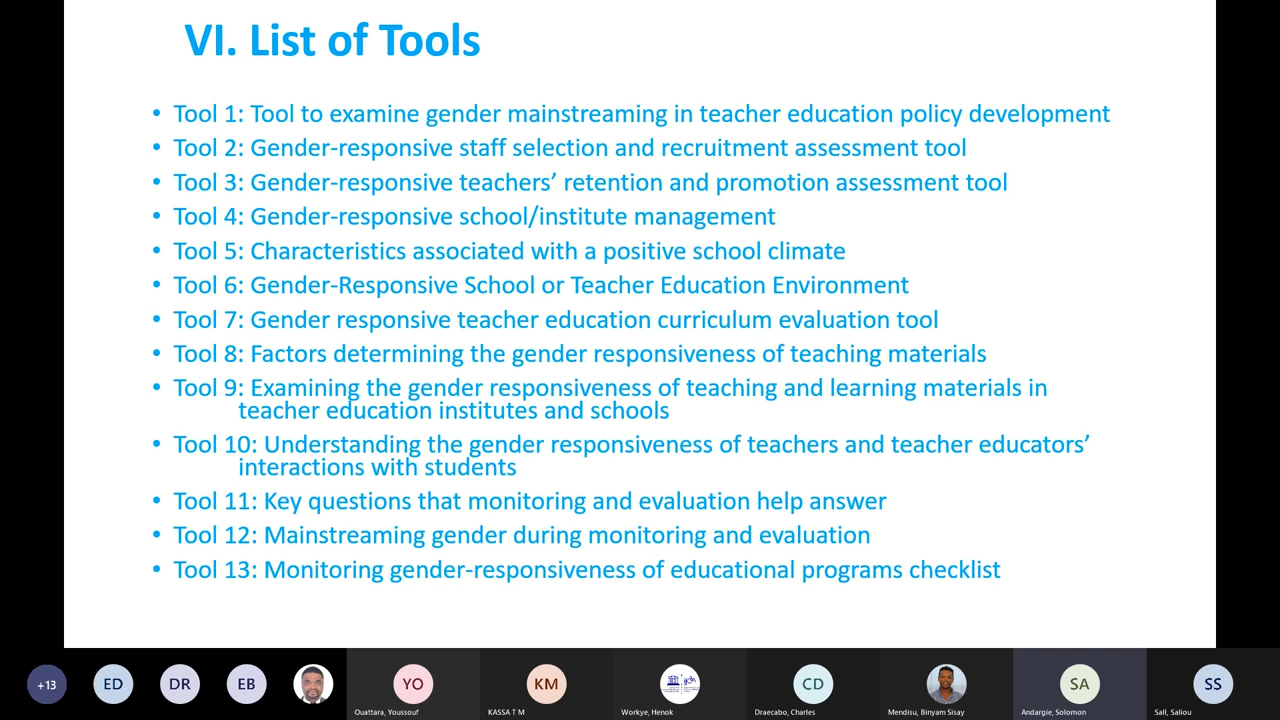 VI. List of Tools
• Tool 1: Tool to examine gender mainstreaming in teacher education policy development
• Tool 2: Gender-responsive staff selection and recruitment assessment tool
• Tool 3: Gender-responsive teachers’ retention and promotion assessment tool
• Tool 4: Gender-responsive school/institute management
• Tool 5: Characteristics associated with a positive school climate
• Tool 6: Gender-Responsive School or Teacher Education Environment
• Tool 7: Gender responsive teacher education curriculum evaluation tool
• Tool 8: Factors determining the gender responsiveness of teaching materials
• Tool 9: Examining the gender responsiveness of teaching and learning materials in
teacher education institutes and schools
• Tool 10: Understanding the gender responsiveness of teachers and teacher educators’
interactions with students
• Tool 11: Key questions that monitoring and evaluation help answer
• Tool 12: Mainstreaming gender during monitoring and evaluation
• Tool 13: Monitoring gender-responsiveness of educational programs checklist
+13 ED DR EB YO KM CD SA SS
Ouattara, Youssouf KASSA T M Workye, Henok Draecabo, Charles Mendisu, Binyam Sisay Andargie, Solomon Sall, Saliou